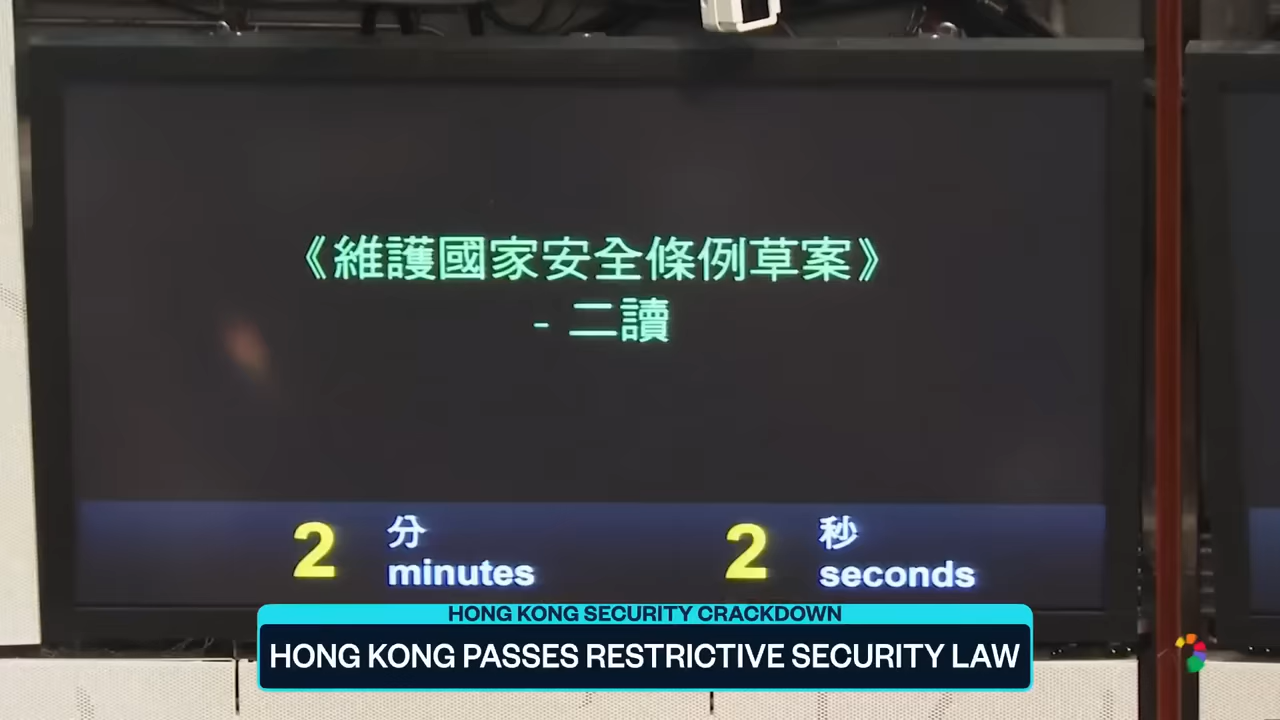 《維護國家安全條例草案》
- 二讀
2 分 2 秒
minutes seconds
HONG KONG SECURITY CRACKDOWN
HONG KONG PASSES RESTRICTIVE SECURITY LAW